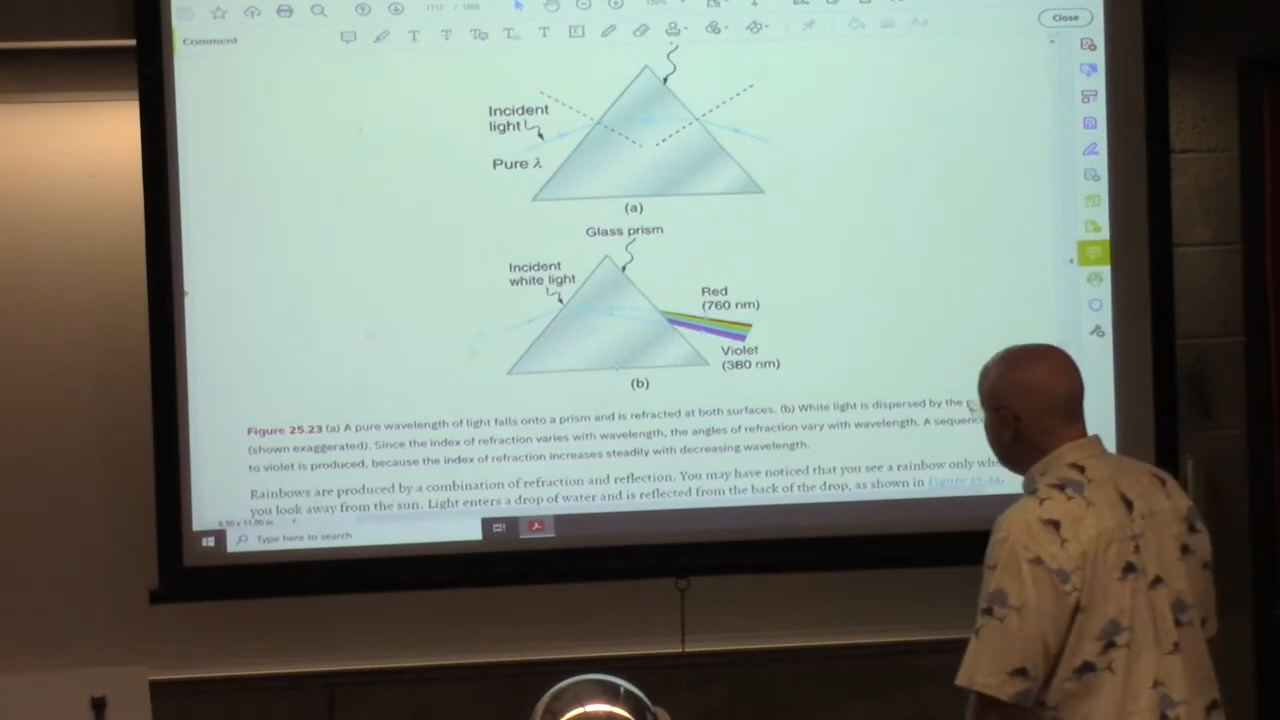 Close
Comment
Incident
light
Pure λ
(a)
Glass prism
Incident
white light
Red
(760 nm)
Violet
(380 nm)
(b)
Figure 25.23 (a) A pure wavelength of light falls onto a prism and is refracted at both surfaces. (b) White light is dispersed by the
(shown exaggerated). Since the index of refraction varies with wavelength, the angles of refraction vary with wavelength. A
to violet is produced, because the index of refraction increases steadily with decreasing wavelength.
Rainbows are produced by a combination of refraction and reflection. You may have noticed that you see a rainbow only
you look away from the sun. Light enters a drop of water and is reflected from the back of the drop, as shown in
8.50 x 11.00 in
Type here to search